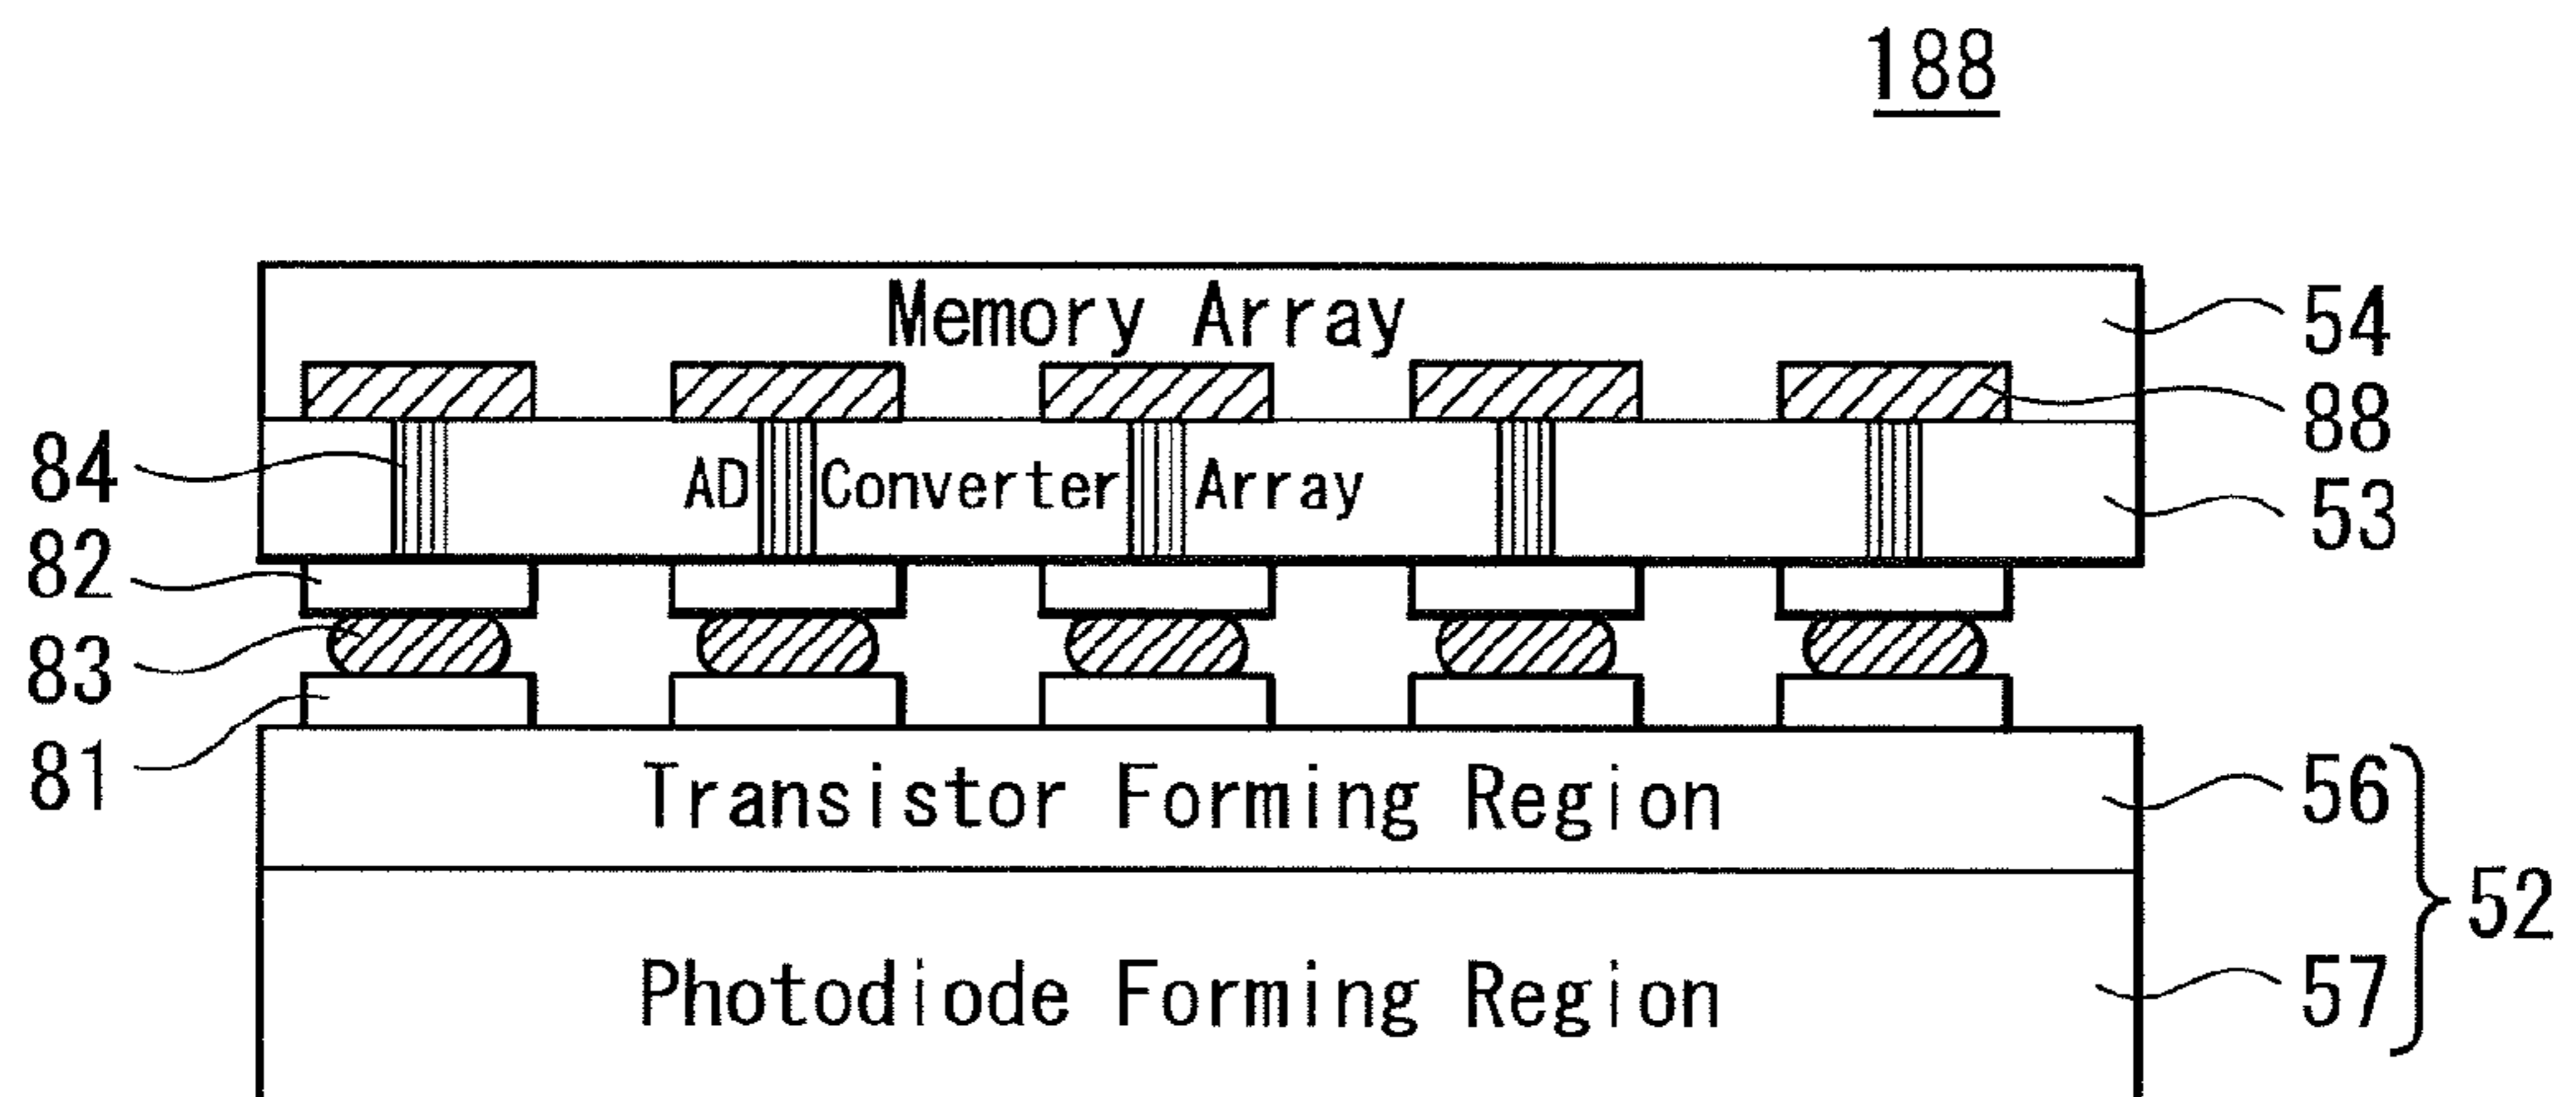 188
Memory Array
54
88
84
AD Converter Array
53
82
83
81
Transistor Forming Region
56
52
Photodiode Forming Region
57